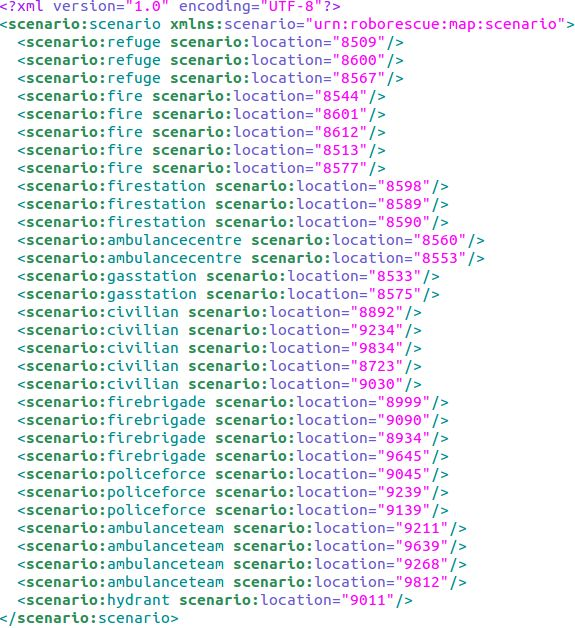 <?xml version="1.0" encoding="UTF-8"?>
<scenario:scenario xmlns:scenario="urn:roborescue:map:scenario">
  <scenario:refuge scenario:location="8509"/>
  <scenario:refuge scenario:location="8600"/>
  <scenario:refuge scenario:location="8567"/>
  <scenario:fire scenario:location="8544"/>
  <scenario:fire scenario:location="8601"/>
  <scenario:fire scenario:location="8612"/>
  <scenario:fire scenario:location="8513"/>
  <scenario:fire scenario:location="8577"/>
  <scenario:firestation scenario:location="8598"/>
  <scenario:firestation scenario:location="8589"/>
  <scenario:firestation scenario:location="8590"/>
  <scenario:ambulancecentre scenario:location="8560"/>
  <scenario:ambulancecentre scenario:location="8553"/>
  <scenario:gasstation scenario:location="8533"/>
  <scenario:gasstation scenario:location="8575"/>
  <scenario:civilian scenario:location="8892"/>
  <scenario:civilian scenario:location="9234"/>
  <scenario:civilian scenario:location="9834"/>
  <scenario:civilian scenario:location="8723"/>
  <scenario:civilian scenario:location="9030"/>
  <scenario:firebrigade scenario:location="8999"/>
  <scenario:firebrigade scenario:location="9090"/>
  <scenario:firebrigade scenario:location="8934"/>
  <scenario:firebrigade scenario:location="9645"/>
  <scenario:policeforce scenario:location="9045"/>
  <scenario:policeforce scenario:location="9239"/>
  <scenario:policeforce scenario:location="9139"/>
  <scenario:ambulanceteam scenario:location="9211"/>
  <scenario:ambulanceteam scenario:location="9639"/>
  <scenario:ambulanceteam scenario:location="9268"/>
  <scenario:ambulanceteam scenario:location="9812"/>
  <scenario:hydrant scenario:location="9011"/>
</scenario:scenario>